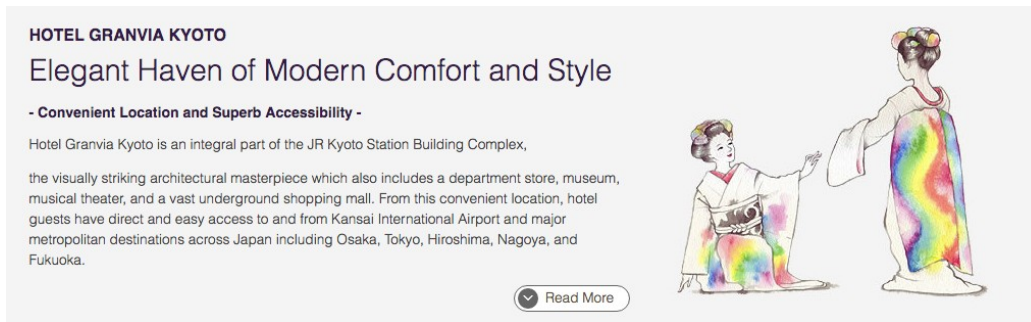 HOTEL GRANVIA KYOTO
Elegant Haven of Modern Comfort and Style
- Convenient Location and Superb Accessibility -
Hotel Granvia Kyoto is an integral part of the JR Kyoto Station Building Complex,
the visually striking architectural masterpiece which also includes a department store, museum,
musical theater, and a vast underground shopping mall. From this convenient location, hotel
guests have direct and easy access to and from Kansai International Airport and major
metropolitan destinations across Japan including Osaka, Tokyo, Hiroshima, Nagoya, and
Fukuoka.
Read More